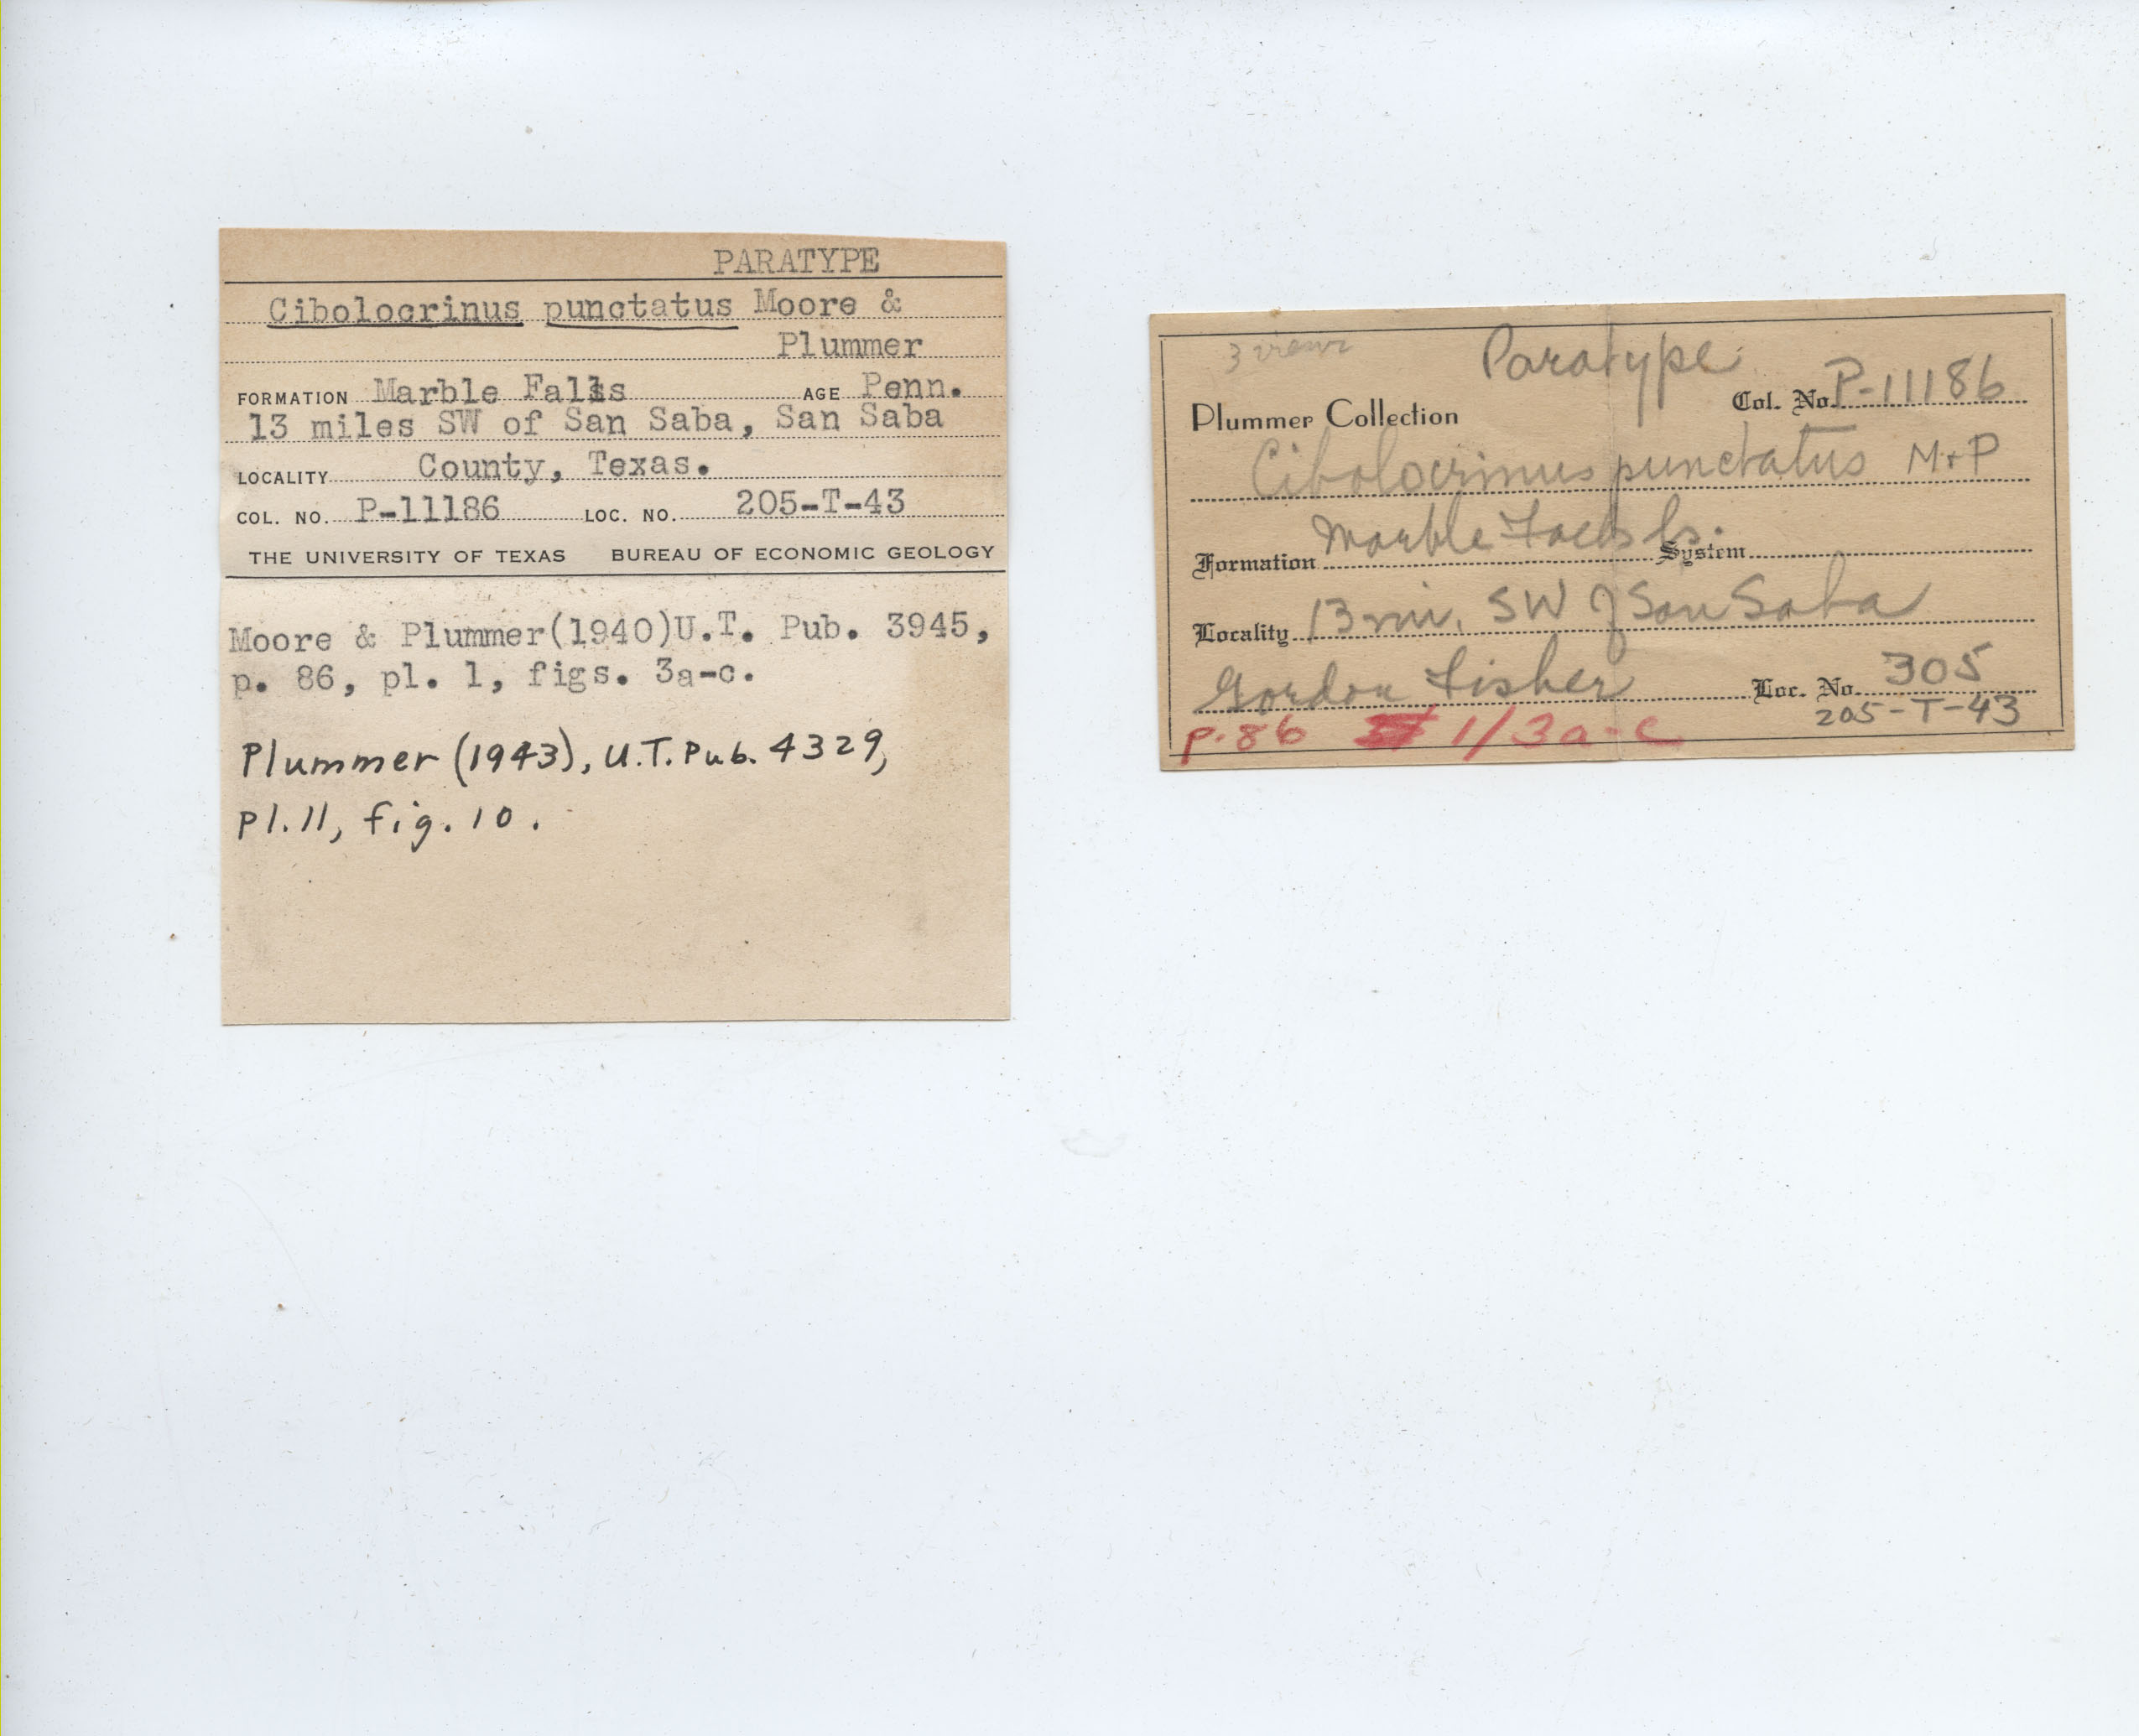 PARATYPE
Cibolocrinus punctatus Moore &
Plummer
FORMATION Marble Falls AGE Penn.
13 miles SW of San Saba, San Saba
LOCALITY County, Texas.
COL. NO. P-11186 LOC. NO. 205-T-43
THE UNIVERSITY OF TEXAS BUREAU OF ECONOMIC GEOLOGY
Moore & Plummer(1940)U.T. Pub. 3945,
p. 86, pl. 1, figs. 3a-c.
Plummer (1943), U.T. Pub. 4329,
Pl. 11, fig. 10.
3 views
Paratype
Plummer Collection Col. No. P-11186
Cibolocrinus punctatus M+P
Formation Marble Falls ls. System
Locality 13 mi. SW of San Saba
Gordon Fisher Loc. No. 305
205-T-43
p. 86 1/3a-c